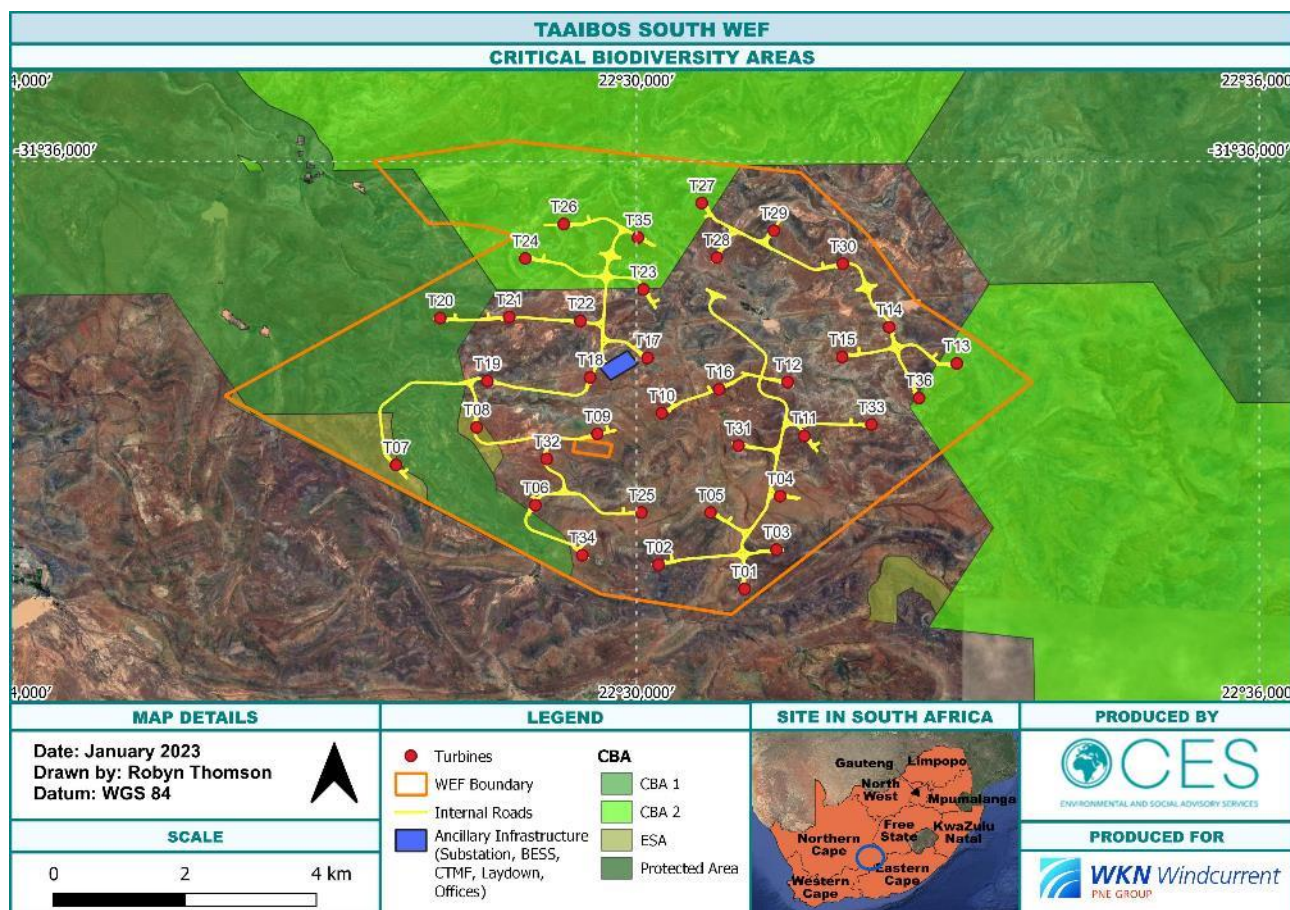 TAAIBOS SOUTH WEF
CRITICAL BIODIVERSITY AREAS
4,000'
22°30,000'
22°36,000'
-31°36,000'
-31°36,000'
T27
T26
T35
T29
T24
T28
T30
T23
T20
T21
T22
T14
T17
T15
T13
T18
T19
T12
T16
T36
T10
T08
T09
T33
T11
T31
T32
T07
T06
T04
T25
T05
T34
T02
T03
T01
4,000'
22°30,000'
22°36,000'
MAP DETAILS
Date: January 2023
Drawn by: Robyn Thomson
Datum: WGS 84
SCALE
0 2 4 km
LEGEND
Turbines
WEF Boundary
Internal Roads
Ancillary Infrastructure
(Substation, BESS,
CTMF, Laydown,
Offices)
CBA
CBA 1
CBA 2
ESA
Protected Area
SITE IN SOUTH AFRICA
Gauteng
Limpopo
North
West
Mpumalanga
Free
State
KwaZulu
Natal
Northern
Cape
Eastern
Cape
Western
Cape
PRODUCED BY
CES
ENVIRONMENTAL AND SOCIAL ADVISORY SERVICES
PRODUCED FOR
WKN Windcurrent
PNE GROUP